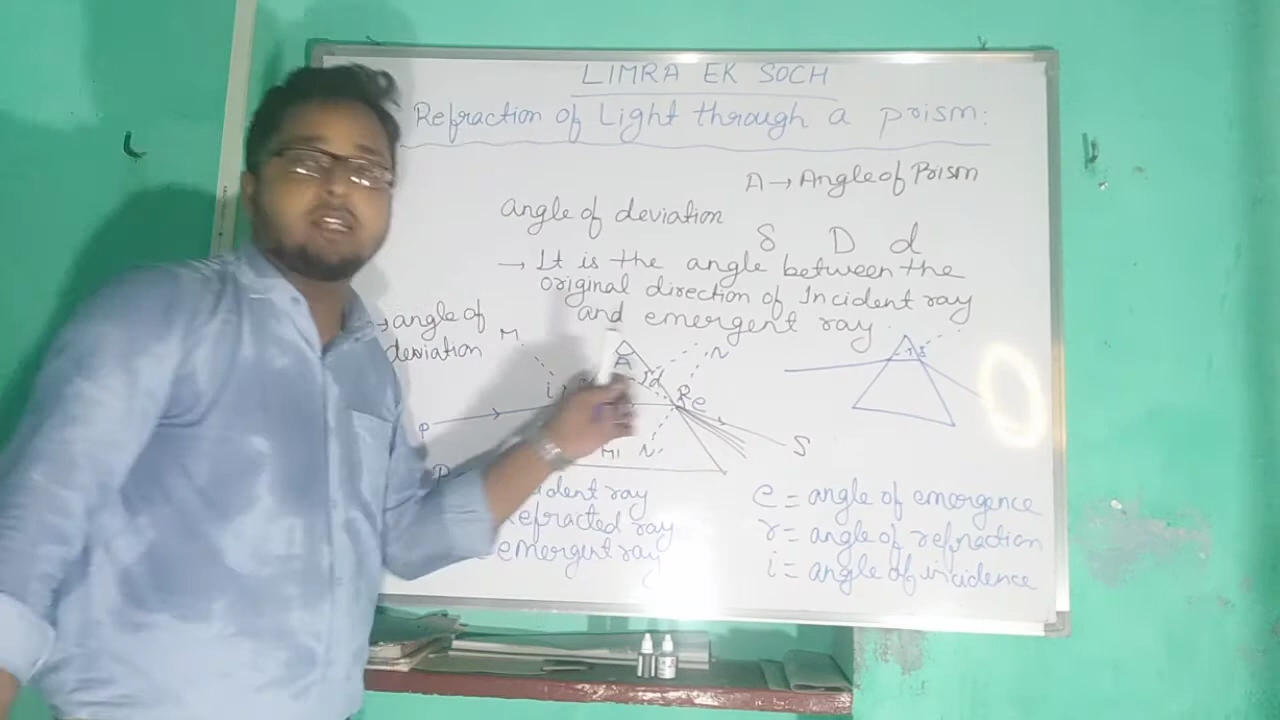 LIMRA EK SOCH
Refraction of Light through a prism:
A → Angle of Prism
angle of deviation
δ D d
→ It is the angle between the
original direction of Incident ray
and emergent ray.
→ angle of
deviation
M
A
N
i
d
R e
P
S
M1
P
ray
Refracted ray
emergent ray
e = angle of emergence
r = angle of refraction
i = angle of incidence